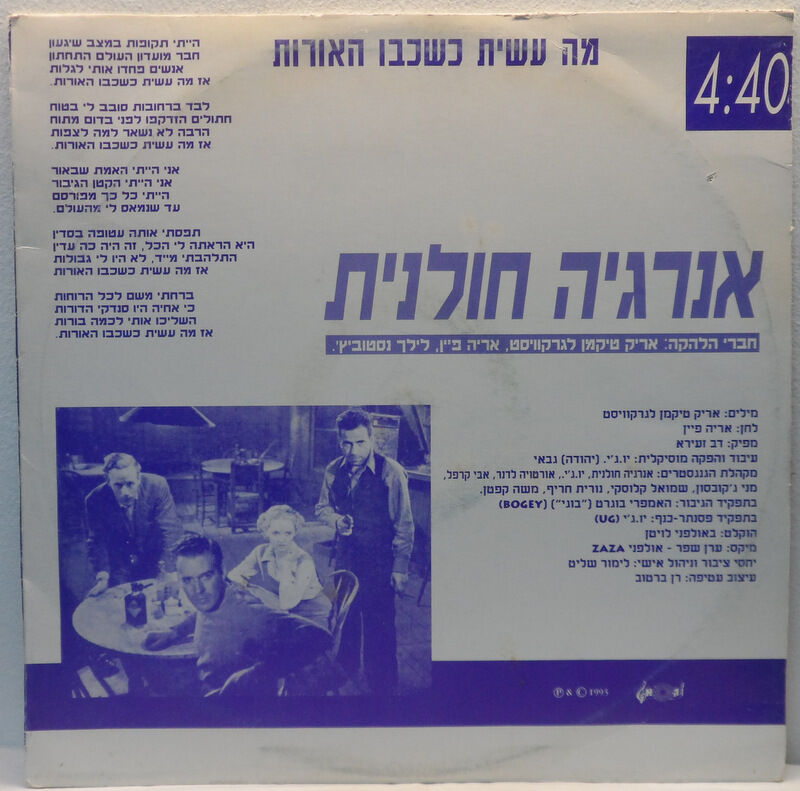 מה עשית כשכבו האורות
4:40
הייתי תקופות במצב שיגעון
חבר מועדון העולם התחתון
אנשים פחדו אותי לגלות
אז מה עשית כשכבו האורות.
לבד ברחובות סובב לי בטוח
חתולים הזדקפו לפני בדום מתוח
הרבה לא נשאר למה לצפות
אז מה עשית כשכבו האורות.
אני הייתי האמת שבאור
אני הייתי הקטן הגיבור
הייתי כל כך מפורסם
עד שנמאס לי מהעולם.
תפסתי אותה עטופה בסדין
היא הראתה לי הכל, זה היה כה עדין
התלהבתי מייד, לא היו לי גבולות
אז מה עשית כשכבו האורות
ברחתי משם לכל הרוחות
כי אחיה היו סנדקי הדורות
השליכו אותי לכמה בורות
אז מה עשית כשכבו האורות.
אנרגיה חולנית
חברי הלהקה: אריק טיקמן לגרקוויסט, אריה פיין, לילך נסטוביץ'.
מילים: אריק טיקמן לגרקוויסט
לחן: אריה פיין
מפיק: דב זעירא
עיבוד והפקה מוסיקלית: יו.ג'י. (יהודה) גבאי
מקהלת הגנגסטרים: אנרגיה חולנית, יו.ג'י., אורטויה לדנר, אבי קרפל,
מני ג'קובסון, שמואל קלוסקי, נורית חריף, משה קפטן.
בתפקיד הגיבור: האמפרי בוגרט ("בוגי") (BOGEY)
בתפקיד פסנתר-כנף: יו.ג'י (UG)
הוקלט: באולפני לויטן
מיקס: ערן שפר - אולפני ZAZA
יחסי ציבור וניהול אישי: לימור שליט
עיצוב עטיפה: רן ברטוב
Ⓟ & © 1993